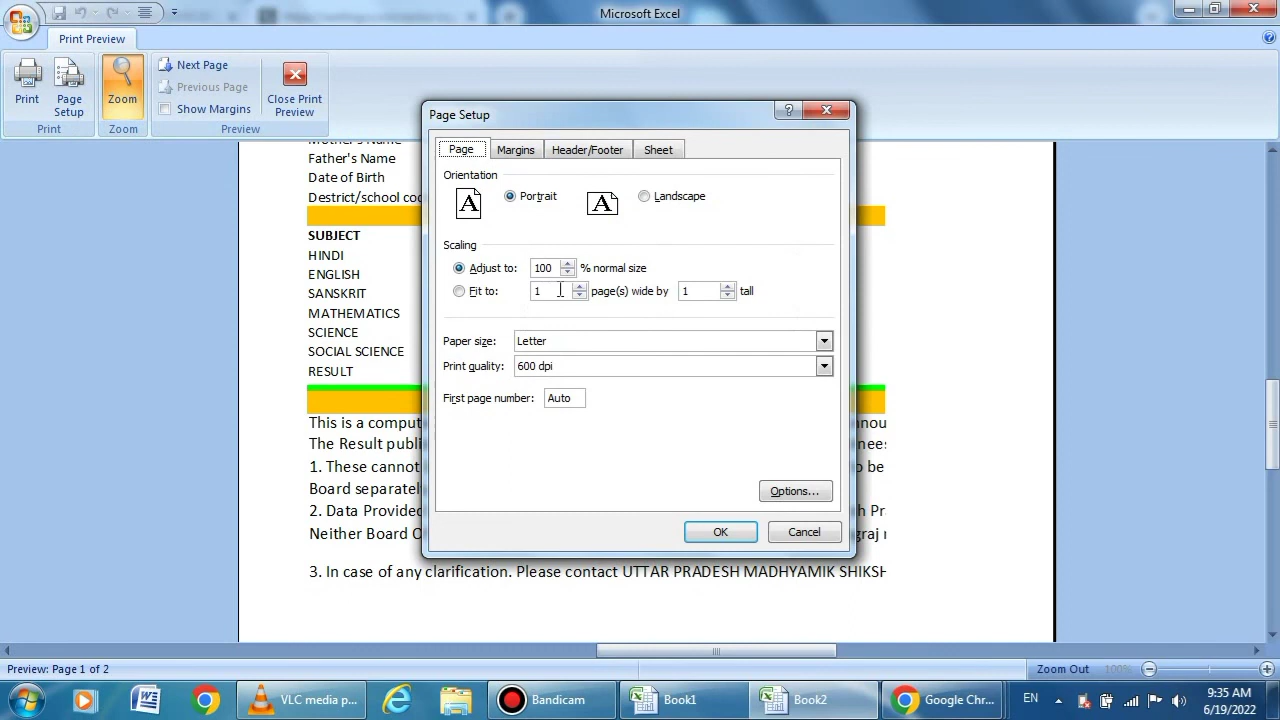 Microsoft Excel
Print Preview
Print
Page Setup
Zoom
Next Page
Previous Page
Show Margins
Close Print Preview
Print
Zoom
Preview
Page Setup
Page
Margins
Header/Footer
Sheet
Orientation
A
Portrait
A
Landscape
Scaling
Adjust to:
100
% normal size
Fit to:
1
page(s) wide by
1
tall
Paper size:
Letter
Print quality:
600 dpi
First page number:
Auto
Options...
OK
Cancel
Father's Name
Date of Birth
Destrict/school
SUBJECT
HINDI
ENGLISH
SANSKRIT
MATHEMATICS
SCIENCE
SOCIAL SCIENCE
RESULT
This is a
The Result
1. These cannot
to be
Board
2. Data
Neither Board
3. In case of any clarification. Please contact UTTAR PRADESH MADHYAMIK
Preview: Page 1 of 2
Zoom Out
100%
VLC media p...
Bandicam
Book1
Book2
Google Chr...
EN
9:35 AM
6/19/2022